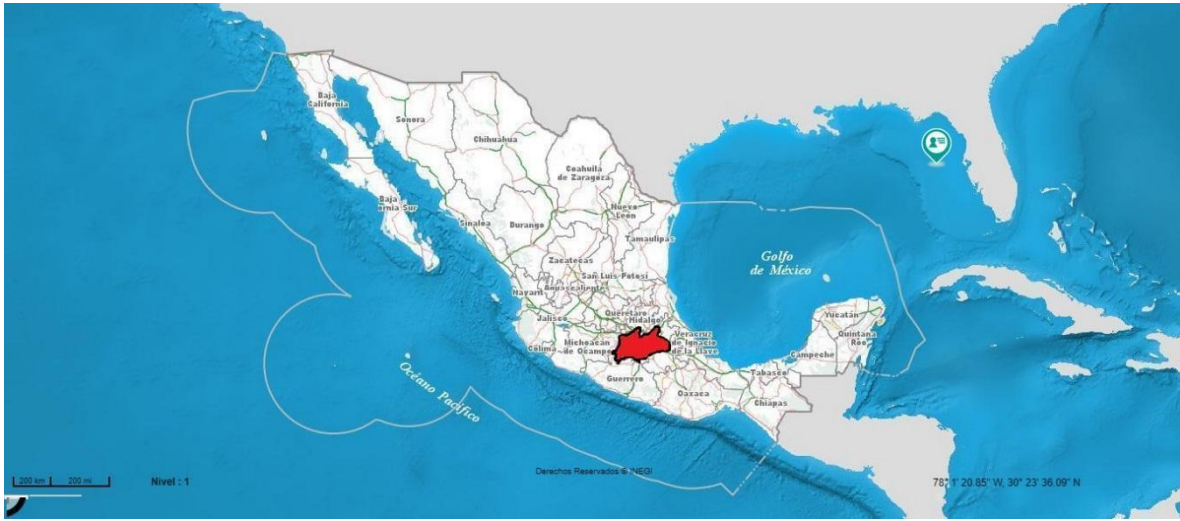 Baja
California
Sonora
Chihuahua
Coahuila
de Zaragoza
Baja
rnia Sur
Sinaloa
Durango
Nuevo
León
Tamaulipas
Zacatecas
San Luis Potosí
Aguascaliente
Nayarit
Jalisco
Querétaro
Hidalgo
Colima
Michoacán
de Ocampo
Veracruz
de Ignacio
de la Llave
Guerrero
Oaxaca
Tabasco
Chiapas
Campeche
Yucatán
Quintana
Roo
Golfo
de México
Océano Pacífico
Derechos Reservados © INEGI
200 km
200 mi
Nivel : 1
78° 1' 20.85" W, 30° 23' 36.09" N